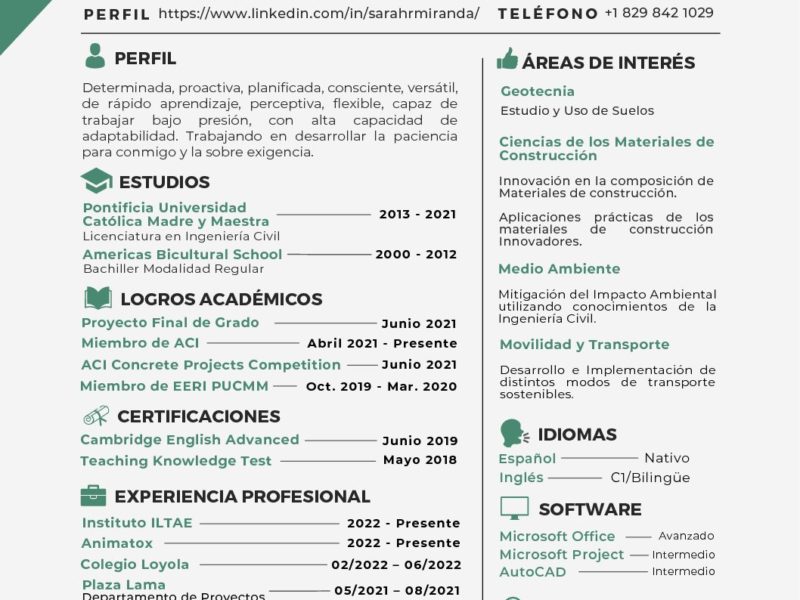 PERFIL https://www.linkedin.com/in/sarahrmiranda/ TELÉFONO +1 829 842 1029
PERFIL
Determinada, proactiva, planificada, consciente, versátil,
de rápido aprendizaje, perceptiva, flexible, capaz de
trabajar bajo presión, con alta capacidad de
adaptabilidad. Trabajando en desarrollar la paciencia
para conmigo y la sobre exigencia.
ESTUDIOS
Pontificia Universidad
Católica Madre y Maestra 2013 - 2021
Licenciatura en Ingeniería Civil
Americas Bicultural School 2000 - 2012
Bachiller Modalidad Regular
LOGROS ACADÉMICOS
Proyecto Final de Grado Junio 2021
Miembro de ACI Abril 2021 - Presente
ACI Concrete Projects Competition Junio 2021
Miembro de EERI PUCMM Oct. 2019 - Mar. 2020
CERTIFICACIONES
Cambridge English Advanced Junio 2019
Teaching Knowledge Test Mayo 2018
EXPERIENCIA PROFESIONAL
Instituto ILTAE 2022 - Presente
Animatox 2022 - Presente
Colegio Loyola 02/2022 – 06/2022
Plaza Lama 05/2021 - 08/2021
Departamento de Proyectos
ÁREAS DE INTERÉS
Geotecnia
Estudio y Uso de Suelos
Ciencias de los Materiales de
Construcción
Innovación en la composición de
Materiales de construcción.
Aplicaciones prácticas de los
materiales de construcción
Innovadores.
Medio Ambiente
Mitigación del Impacto Ambiental
utilizando conocimientos de la
Ingeniería Civil.
Movilidad y Transporte
Desarrollo e Implementación de
distintos modos de transporte
sostenibles.
IDIOMAS
Español Nativo
Inglés C1/Bilingüe
SOFTWARE
Microsoft Office Avanzado
Microsoft Project Intermedio
AutoCAD Intermedio